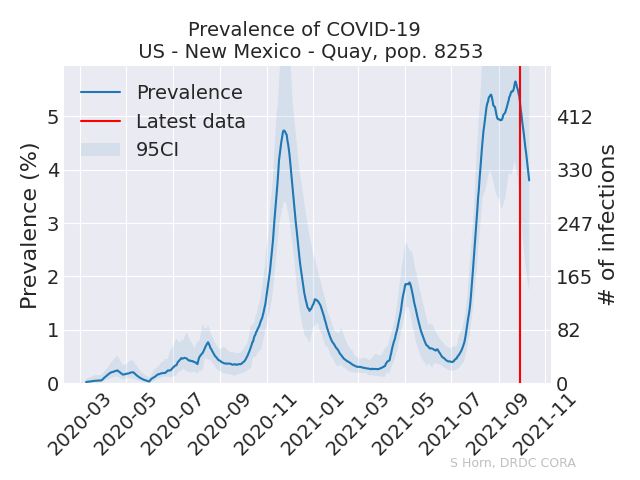 Prevalence of COVID-19
US - New Mexico - Quay, pop. 8253
Prevalence
Latest data
95CI
Prevalence (%)
5
4
3
2
1
0
# of infections
412
330
247
165
82
0
2020-03
2020-05
2020-07
2020-09
2020-11
2021-01
2021-03
2021-05
2021-07
2021-09
2021-11
S Horn, DRDC CORA